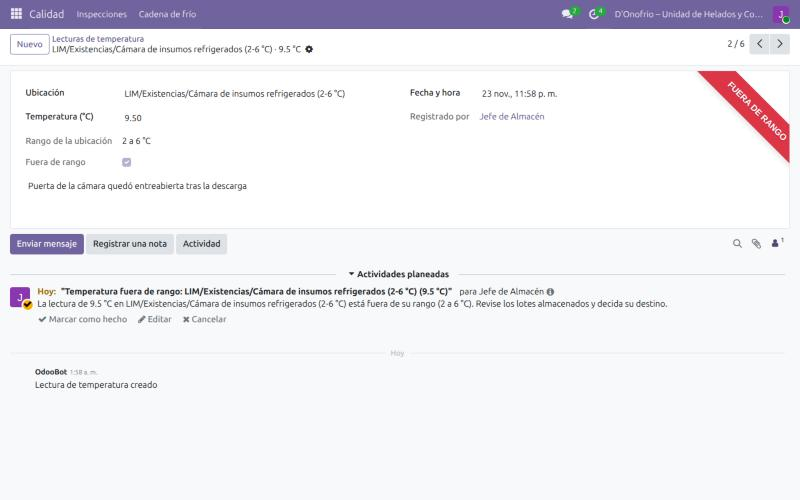 Calidad Inspecciones Cadena de frío 2 4 D'Onofrio – Unidad de Helados y Co... J
Nuevo Lecturas de temperatura
LIM/Existencias/Cámara de insumos refrigerados (2-6 °C) · 9.5 °C 2 / 6
FUERA DE RANGO
Ubicación LIM/Existencias/Cámara de insumos refrigerados (2-6 °C) Fecha y hora 23 nov., 11:58 p. m.
Temperatura (°C) 9.50 Registrado por Jefe de Almacén
Rango de la ubicación 2 a 6 °C
Fuera de rango
Puerta de la cámara quedó entreabierta tras la descarga
Enviar mensaje Registrar una nota Actividad 1
Actividades planeadas
J Hoy: "Temperatura fuera de rango: LIM/Existencias/Cámara de insumos refrigerados (2-6 °C) (9.5 °C)" para Jefe de Almacén
La lectura de 9.5 °C en LIM/Existencias/Cámara de insumos refrigerados (2-6 °C) está fuera de su rango (2 a 6 °C). Revise los lotes almacenados y decida su destino.
Marcar como hecho Editar Cancelar
Hoy
OdooBot 1:58 a. m.
Lectura de temperatura creado